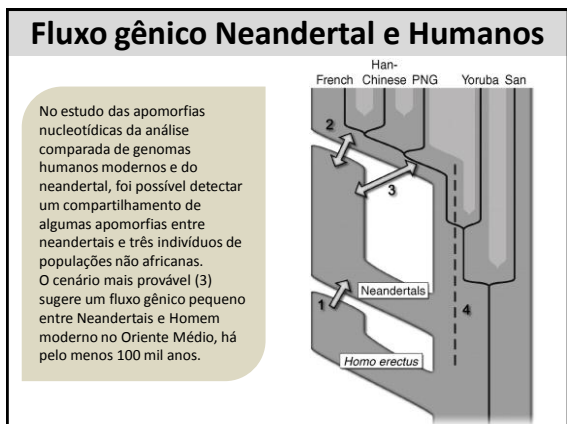 Fluxo gênico Neandertal e Humanos
No estudo das apomorfias
nucleotídicas da análise
comparada de genomas
humanos modernos e do
neandertal, foi possível detectar
um compartilhamento de
algumas apomorfias entre
neandertais e três indivíduos de
populações não africanas.
O cenário mais provável (3)
sugere um fluxo gênico pequeno
entre Neandertais e Homem
moderno no Oriente Médio, há
pelo menos 100 mil anos.
Han-
French Chinese PNG Yoruba San
2
3
Neandertals
1
4
Homo erectus